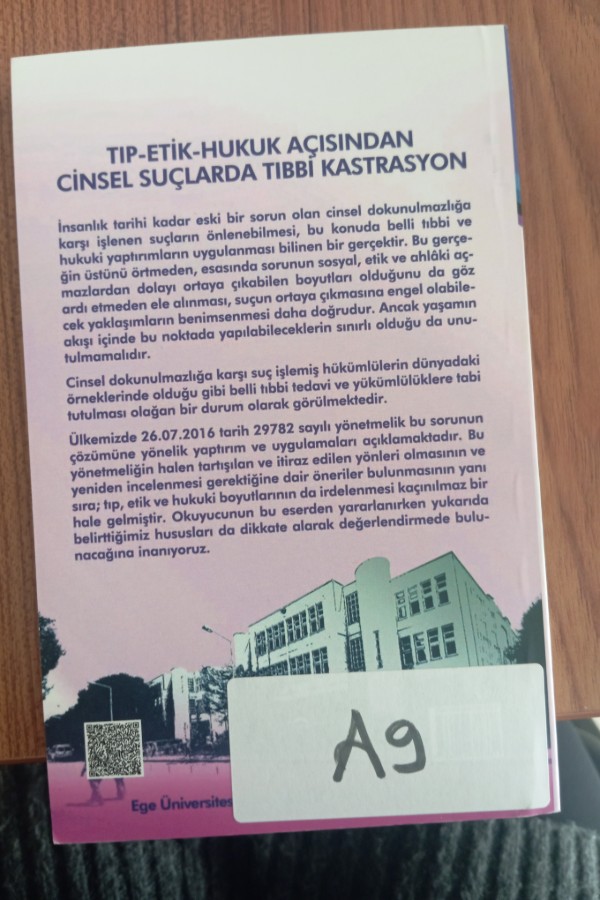 TIP-ETİK-HUKUK AÇISINDAN
CİNSEL SUÇLARDA TIBBİ KASTRASYON
İnsanlık tarihi kadar eski bir sorun olan cinsel dokunulmazlığa
karşı işlenen suçların önlenebilmesi, bu konuda belli tıbbi ve
hukuki yaptırımların uygulanması bilinen bir gerçektir. Bu gerçe-
ğin üstünü örtmeden, esasında sorunun sosyal, etik ve ahlâki aç-
mazlardan dolayı ortaya çıkabilen boyutları olduğunu da göz
ardı etmeden ele alınması, suçun ortaya çıkmasına engel olabile-
cek yaklaşımların benimsenmesi daha doğrudur. Ancak yaşamın
akışı içinde bu noktada yapılabileceklerin sınırlı olduğu da unu-
tulmamalıdır.
Cinsel dokunulmazlığa karşı suç işlemiş hükümlülerin dünyadaki
örneklerinde olduğu gibi belli tıbbi tedavi ve yükümlülüklere tabi
tutulması olağan bir durum olarak görülmektedir.
Ülkemizde 26.07.2016 tarih 29782 sayılı yönetmelik bu sorunun
çözümüne yönelik yaptırım ve uygulamaları açıklamaktadır. Bu
yönetmeliğin halen tartışılan ve itiraz edilen yönleri olmasının ve
yeniden incelenmesi gerektiğine dair öneriler bulunmasının yanı
sıra; tıp, etik ve hukuki boyutlarının da irdelenmesi kaçınılmaz bir
hale gelmiştir. Okuyucunun bu eserden yararlanırken yukarıda
belirttiğimiz hususları da dikkate alarak değerlendirmede bulu-
nacağına inanıyoruz.
A9
Ege Üniversites